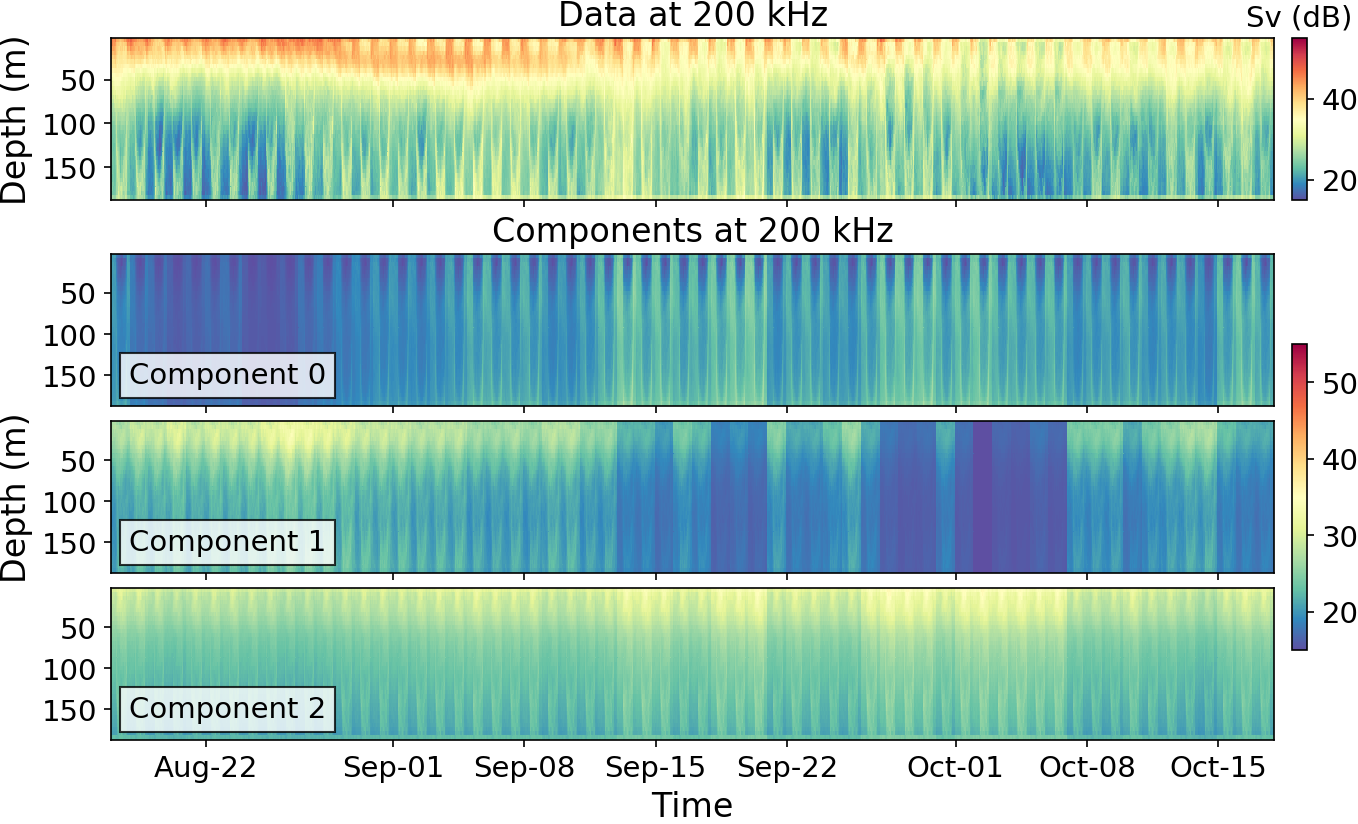 Data at 200 kHz
Sv (dB)
Depth (m)
50
100
150
40
20
Components at 200 kHz
50
100
150
Component 0
Depth (m)
50
100
150
Component 1
50
100
150
Component 2
50
40
30
20
Aug-22 Sep-01 Sep-08 Sep-15 Sep-22 Oct-01 Oct-08 Oct-15
Time